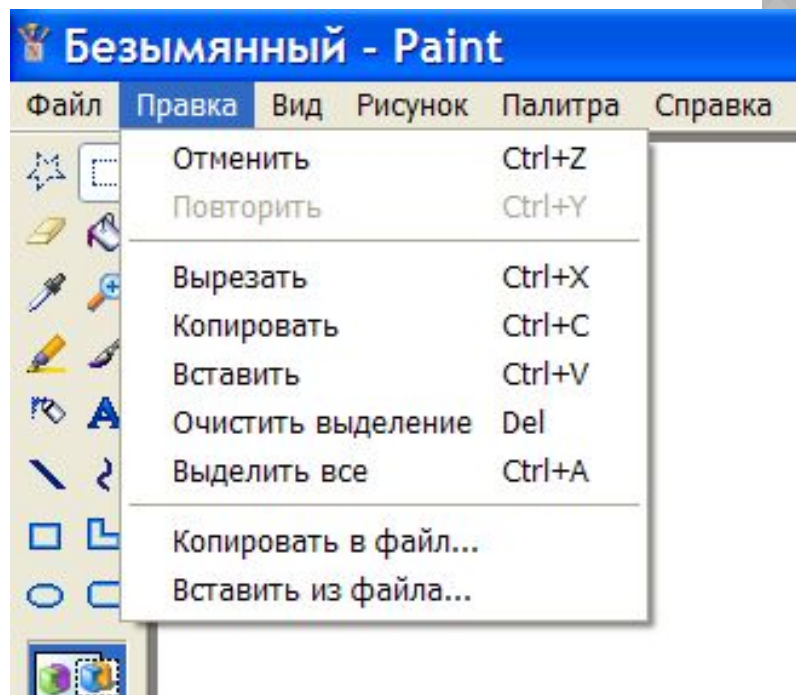 Безымянный - Paint
Файл Правка Вид Рисунок Палитра Справка
Отменить Ctrl+Z
Повторить Ctrl+Y
Вырезать Ctrl+X
Копировать Ctrl+C
Вставить Ctrl+V
Очистить выделение Del
Выделить все Ctrl+A
Копировать в файл...
Вставить из файла...